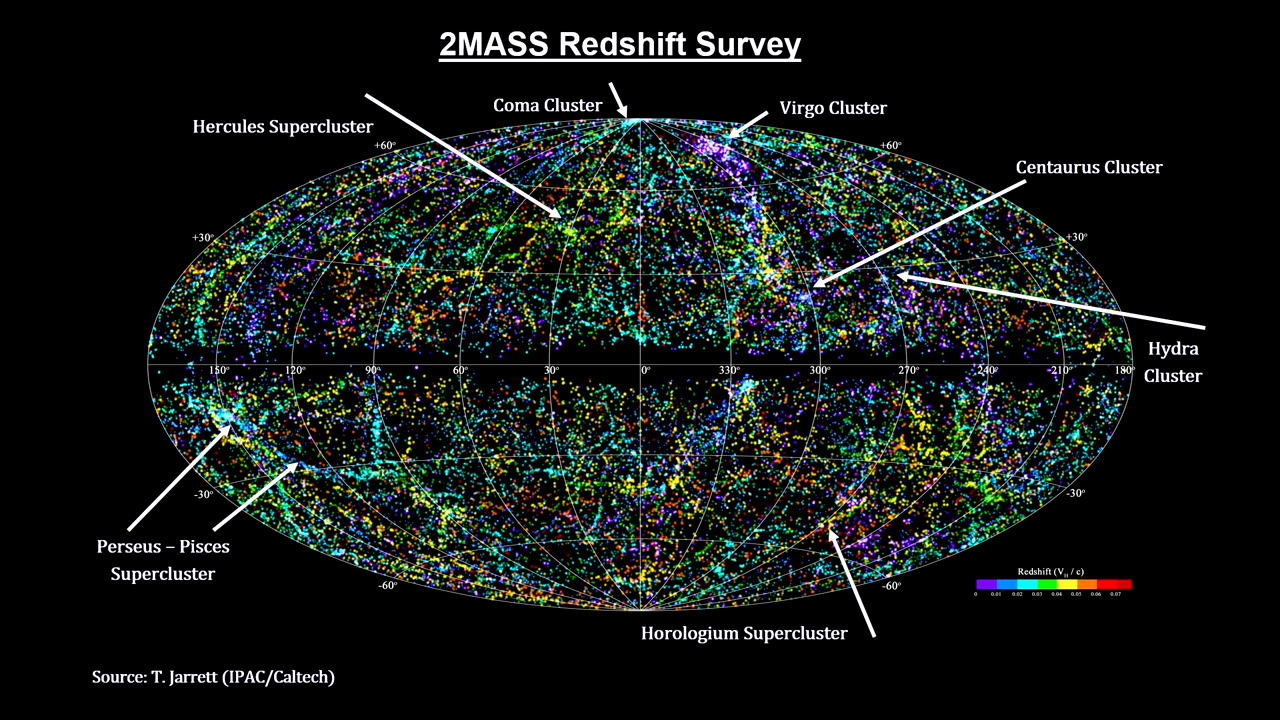 2MASS Redshift Survey
Coma Cluster
Virgo Cluster
Hercules Supercluster
+60°
+60°
Centaurus Cluster
+30°
+30°
Hydra
Cluster
150°
120°
90°
60°
30°
0°
330°
300°
270°
240°
210°
180°
-30°
-30°
Perseus – Pisces
Supercluster
-60°
-60°
Redshift (V_H / c)
0 0.01 0.02 0.03 0.04 0.05 0.06 0.07
Horologium Supercluster
Source: T. Jarrett (IPAC/Caltech)